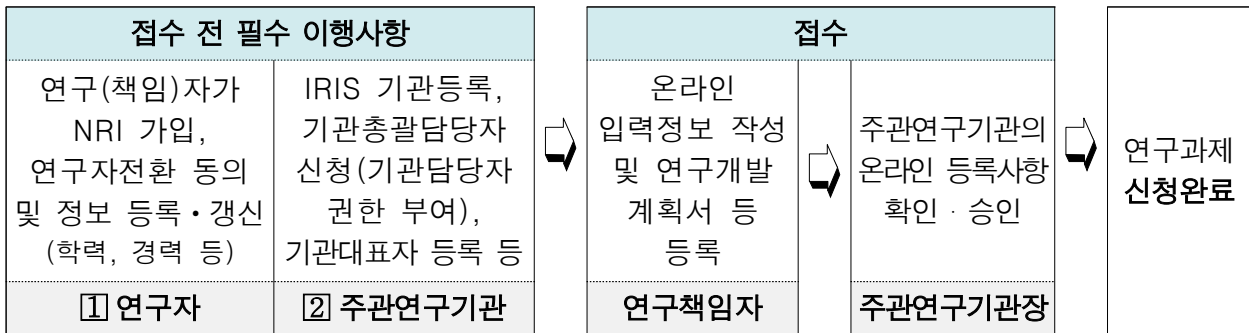 접수 전 필수 이행사항
연구(책임)자가
NRI 가입,
연구자전환 동의
및 정보 등록·갱신
(학력, 경력 등)
1 연구자
IRIS 기관등록,
기관총괄담당자
신청(기관담당자
권한 부여),
기관대표자 등록 등
2 주관연구기관
접수
온라인
입력정보 작성
및 연구개발
계획서 등
등록
연구책임자
주관연구기관의
온라인 등록사항
확인·승인
주관연구기관장
연구과제
신청완료